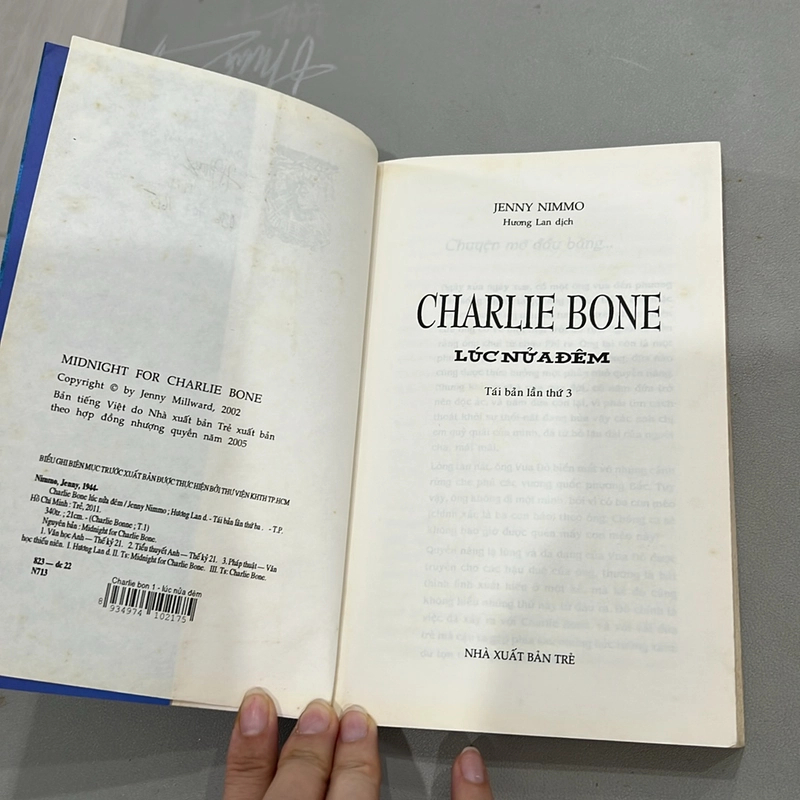 MIDNIGHT FOR CHARLIE BONE
Copyright © by Jenny Millward, 2002
Bản tiếng Việt do Nhà xuất bản Trẻ xuất bản
theo hợp đồng nhượng quyền năm 2005
BIỂU GHI BIÊN MỤC TRƯỚC XUẤT BẢN ĐƯỢC THỰC HIỆN BỞI THƯ VIỆN KHTH TP.HCM
Nimmo, Jenny, 1944-
Charlie Bone lúc nửa đêm / Jenny Nimmo ; Hương Lan d. - Tái bản lần thứ ba . - T.P.
Hồ Chí Minh : Trẻ, 2011.
340tr. ; 21cm. - (Charlie Bonne ; T.1)
Nguyên bản : Midnight for Charlie Bone.
1. Văn học Anh — Thế kỷ 21. 2. Tiểu thuyết Anh — Thế kỷ 21. 3. Pháp thuật — Văn
học thiếu niên. I. Hương Lan d. II. Ts: Midnight for Charlie Bone. III. Ts: Charlie Bone.
823 — dc 22
N713
Charlie bon 1 - lúc nửa đêm
8 934974 102175
JENNY NIMMO
Hương Lan dịch
Chuyện mở đầu bằng...
CHARLIE BONE
LÚC NỬA ĐÊM
Tái bản lần thứ 3
NHÀ XUẤT BẢN TRẺ